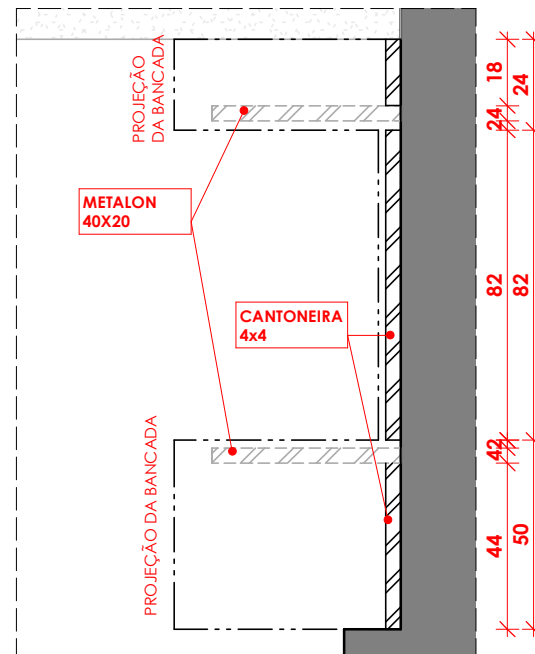 PROJEÇÃO
DA BANCADA
18
24
24
METALON
40X20
CANTONEIRA
4x4
82
82
PROJEÇÃO DA BANCADA
42
44
50